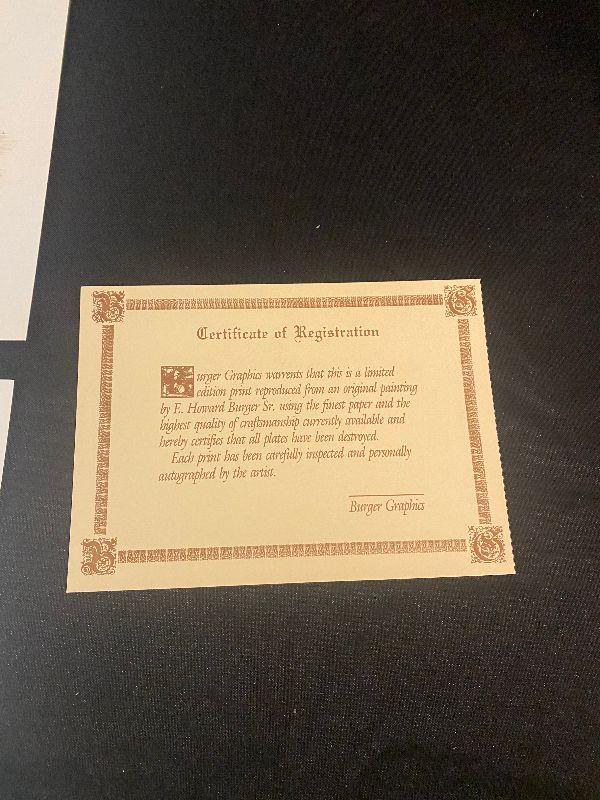 Certificate of Registration
Burger Graphics warrents that this is a limited
edition print reproduced from an original painting
by E. Howard Burger Sr. using the finest paper and the
highest quality of craftsmanship currently available and
hereby certifies that all plates have been destroyed.
Each print has been carefully inspected and personally
autographed by the artist.
Burger Graphics